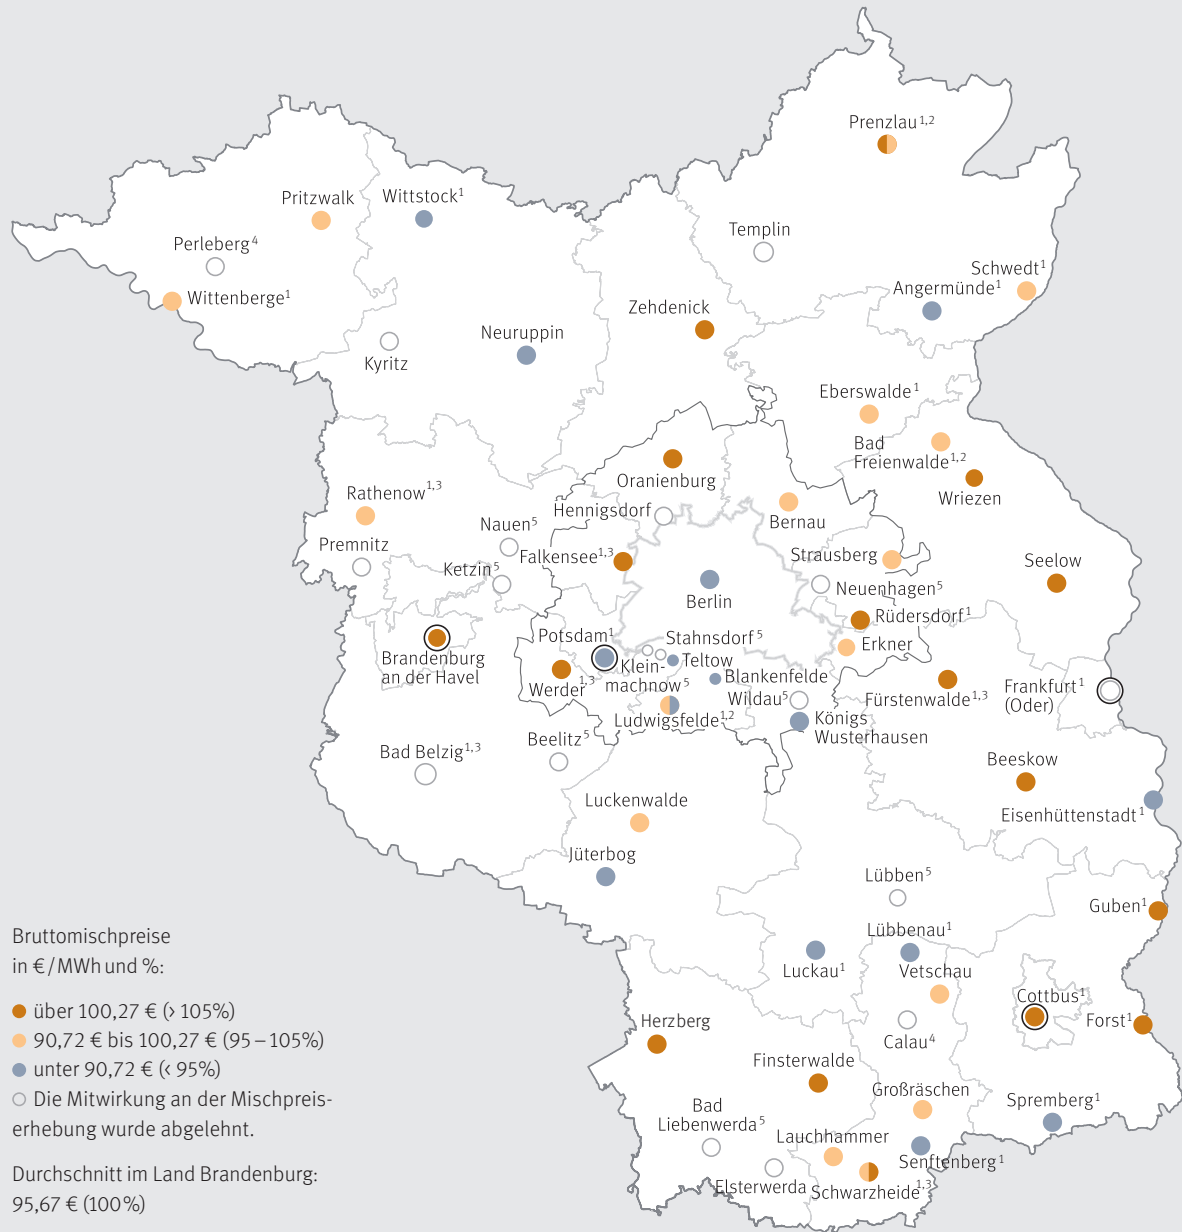 Prenzlau¹,²
Pritzwalk
Wittstock¹
Templin
Perleberg⁴
Schwedt¹
Angermünde¹
Wittenberge¹
Zehdenick
Neuruppin
Kyritz
Eberswalde¹
Bad
Freienwalde¹,²
Oranienburg
Wriezen
Rathenow¹,³
Hennigsdorf
Bernau
Nauen⁵
Premnitz
Falkensee¹,³
Strausberg
Seelow
Ketzin⁵
Neuenhagen⁵
Berlin
Rüdersdorf¹
Potsdam¹
Stahnsdorf⁵
Erkner
Brandenburg
an der Havel
Klein-
machnow⁵
Teltow
Werder¹,³
Blankenfelde
Wildau⁵
Fürstenwalde¹,³
Frankfurt¹
(Oder)
Ludwigsfelde¹,²
Königs
Wusterhausen
Beelitz⁵
Bad Belzig¹,³
Beeskow
Luckenwalde
Eisenhüttenstadt¹
Jüterbog
Lübben⁵
Guben¹
Lübbenau¹
Luckau¹
Vetschau
Cottbus¹
Herzberg
Forst¹
Calau⁴
Finsterwalde
Großräschen
Spremberg¹
Bad
Liebenwerda⁵
Lauchhammer
Senftenberg¹
Elsterwerda
Schwarzheide¹,³
Bruttomischpreise
in €/MWh und %:
über 100,27 € (> 105%)
90,72 € bis 100,27 € (95–105%)
unter 90,72 € (< 95%)
Die Mitwirkung an der Mischpreis-
erhebung wurde abgelehnt.
Durchschnitt im Land Brandenburg:
95,67 € (100%)